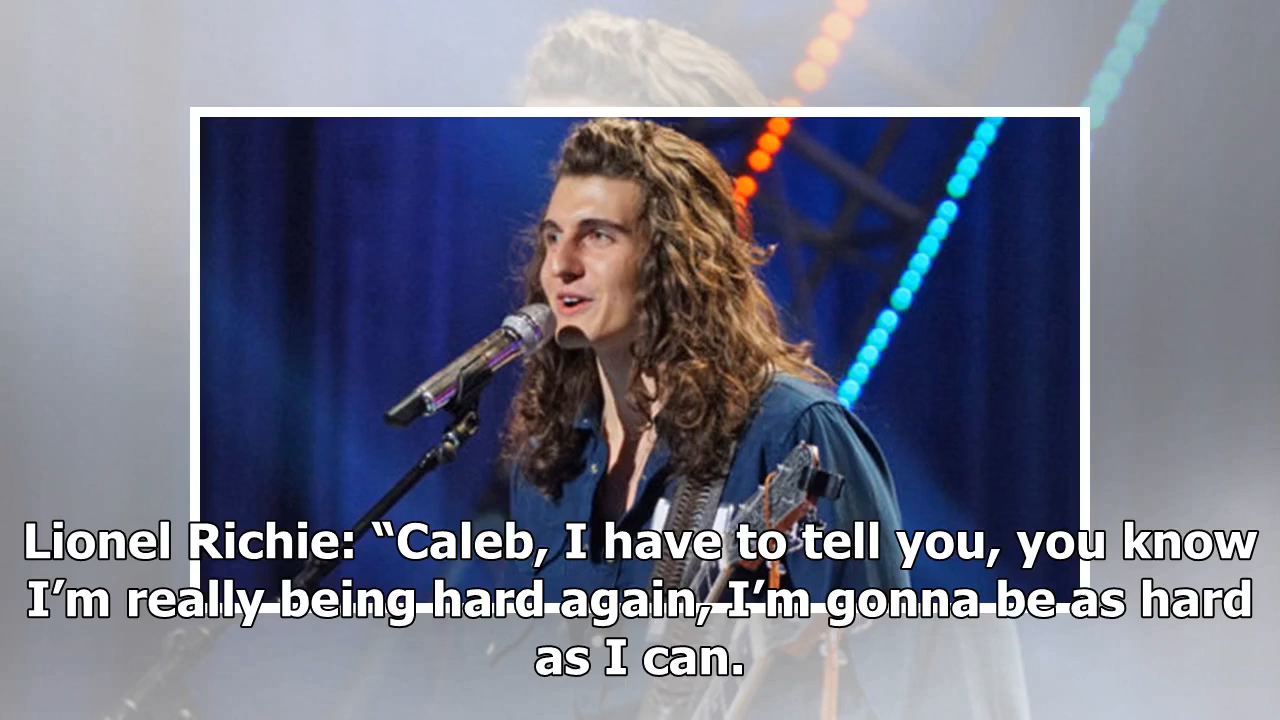 Lionel Richie: “Caleb, I have to tell you, you know
I’m really being hard again, I’m gonna be as hard
as I can.